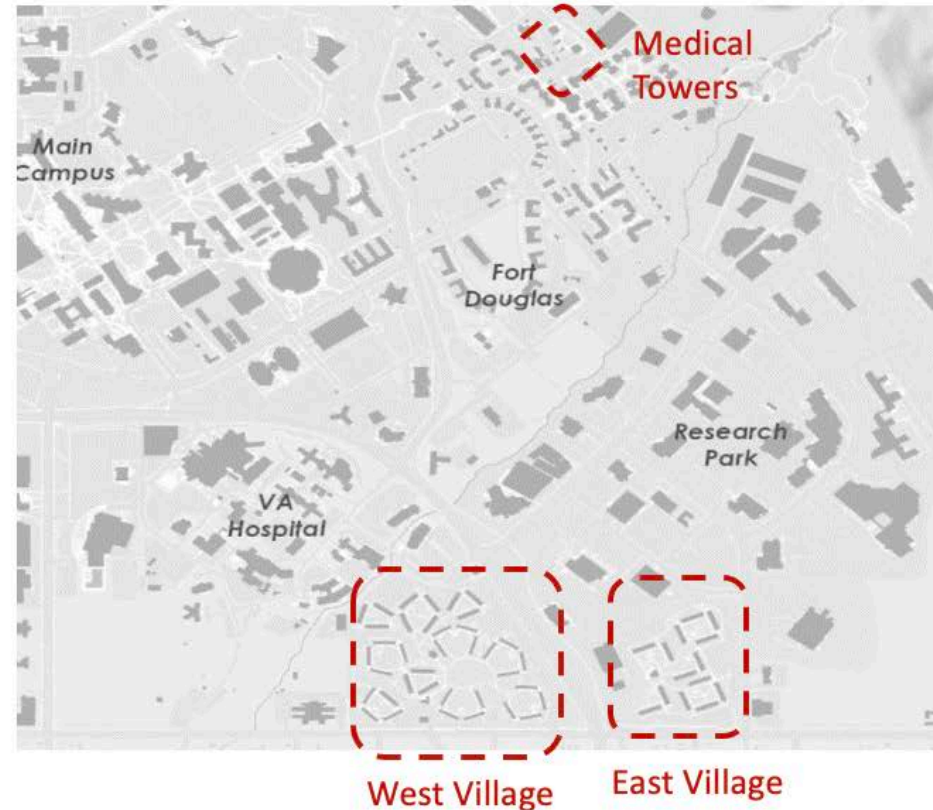 Medical
Towers
Main
Campus
Fort
Douglas
Research
Park
VA
Hospital
West Village
East Village